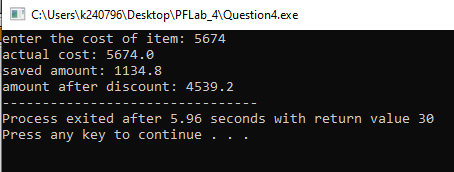 C:\Users\k240796\Desktop\PFLab_4\Question4.exe
enter the cost of item: 5674
actual cost: 5674.0
saved amount: 1134.8
amount after discount: 4539.2
--------------------------------
Process exited after 5.96 seconds with return value 30
Press any key to continue . . .